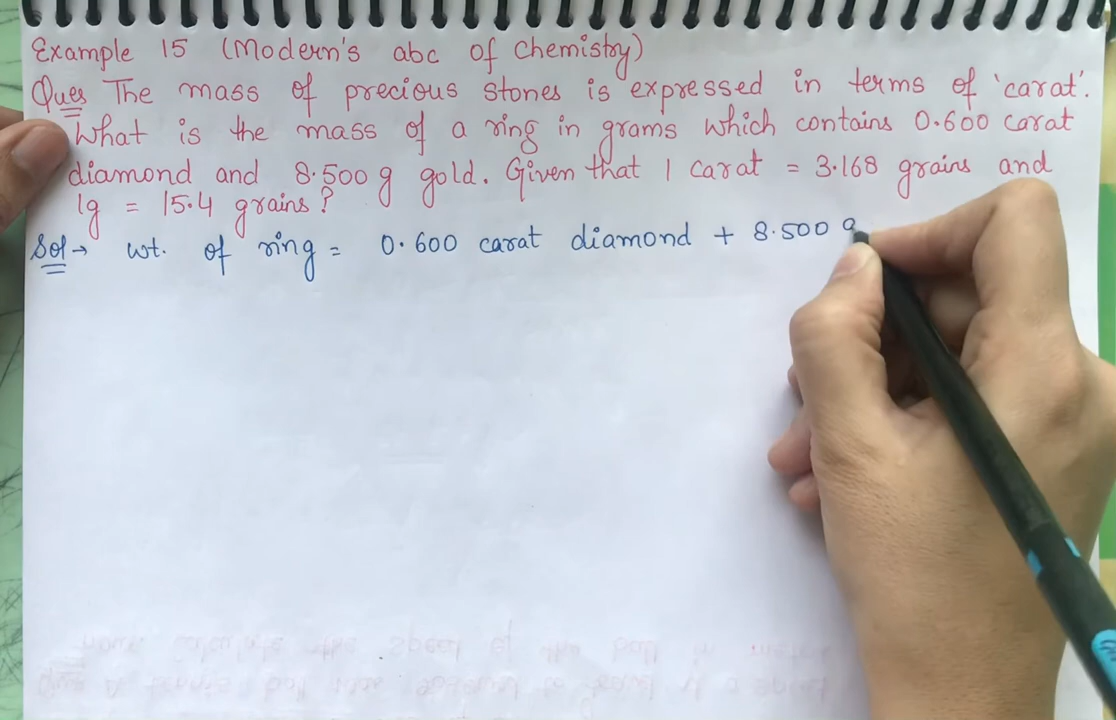 Example 15 (Modern's abc of Chemistry)
Ques The mass of precious stones is expressed in terms of 'carat'.
What is the mass of a ring in grams which contains 0.600 carat
diamond and 8.500 g gold. Given that 1 carat = 3.168 grains and
1g = 15.4 grains?
Sol→ wt. of ring = 0.600 carat diamond + 8.500 g